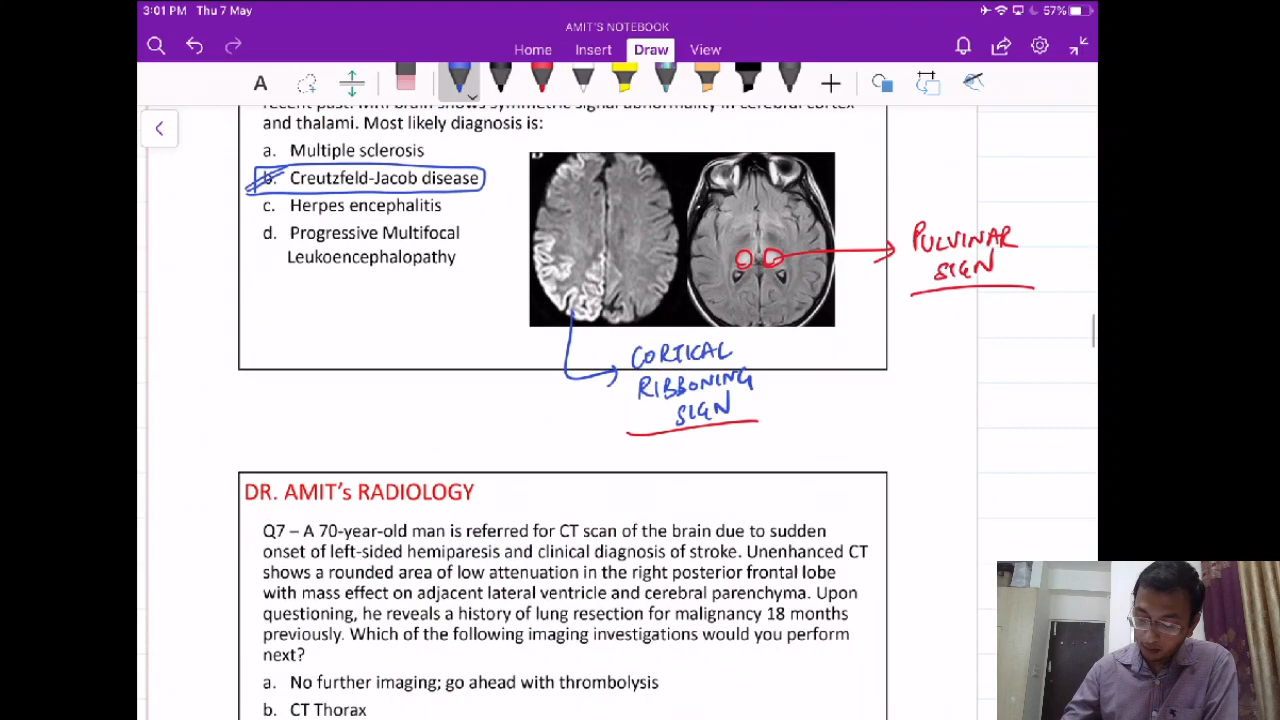 3:01 PM Thu 7 May
57%
AMIT'S NOTEBOOK
Home Insert Draw View
and thalami. Most likely diagnosis is:
a. Multiple sclerosis
b. Creutzfeld-Jacob disease
c. Herpes encephalitis
d. Progressive Multifocal
Leukoencephalopathy
PULVINAR
SIGN
CORTICAL
RIBBONING
SIGN
DR. AMIT's RADIOLOGY
Q7 – A 70-year-old man is referred for CT scan of the brain due to sudden
onset of left-sided hemiparesis and clinical diagnosis of stroke. Unenhanced CT
shows a rounded area of low attenuation in the right posterior frontal lobe
with mass effect on adjacent lateral ventricle and cerebral parenchyma. Upon
questioning, he reveals a history of lung resection for malignancy 18 months
previously. Which of the following imaging investigations would you perform
next?
a. No further imaging; go ahead with thrombolysis
b. CT Thorax